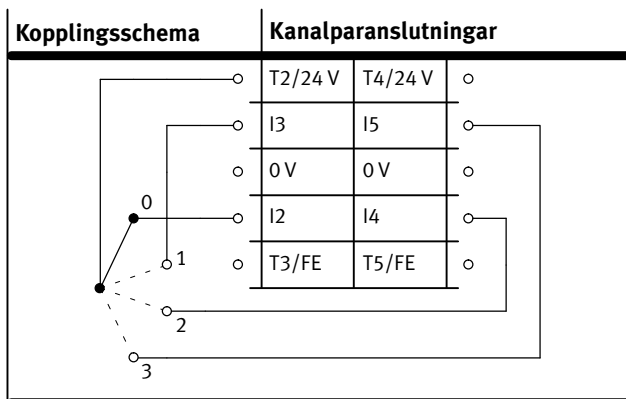 Kopplingsschema Kanalparanslutningar
T2/24 V T4/24 V
I3 I5
0 V 0 V
0 I2 I4
1 T3/FE T5/FE
2
3